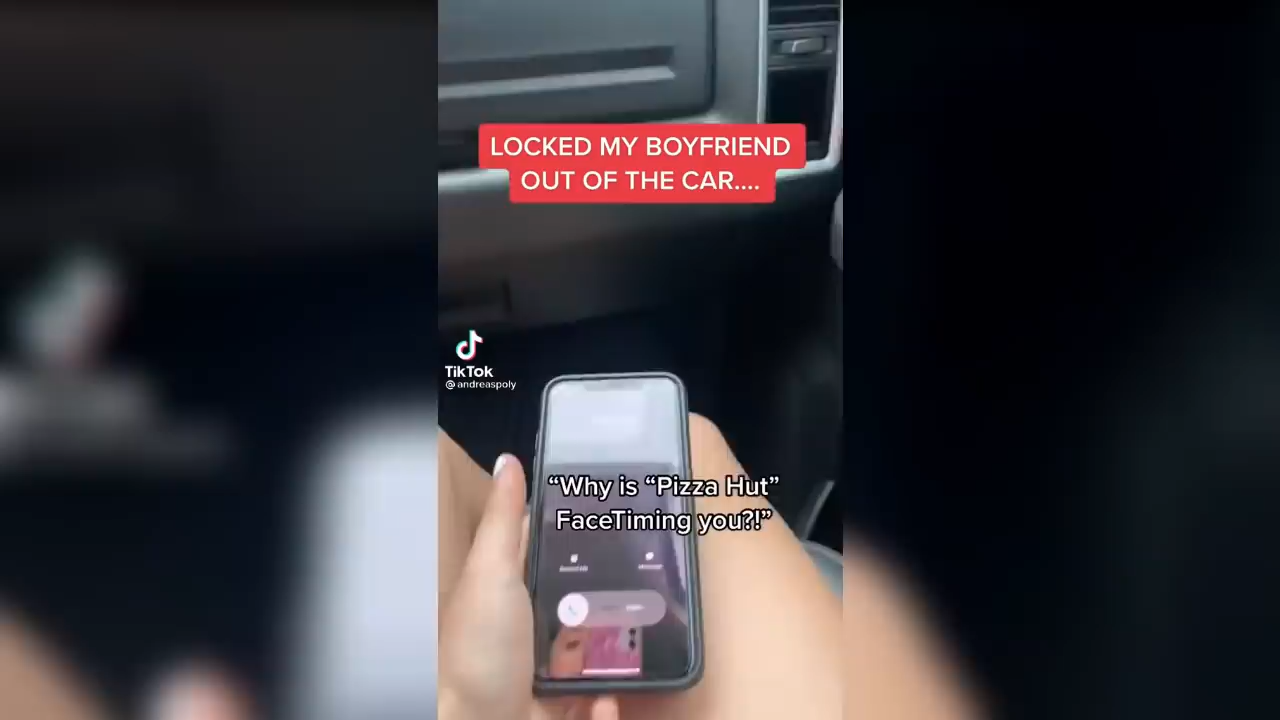 LOCKED MY BOYFRIEND
OUT OF THE CAR....
TikTok
@andreaspoly
“Why is “Pizza Hut”
FaceTiming you?!”